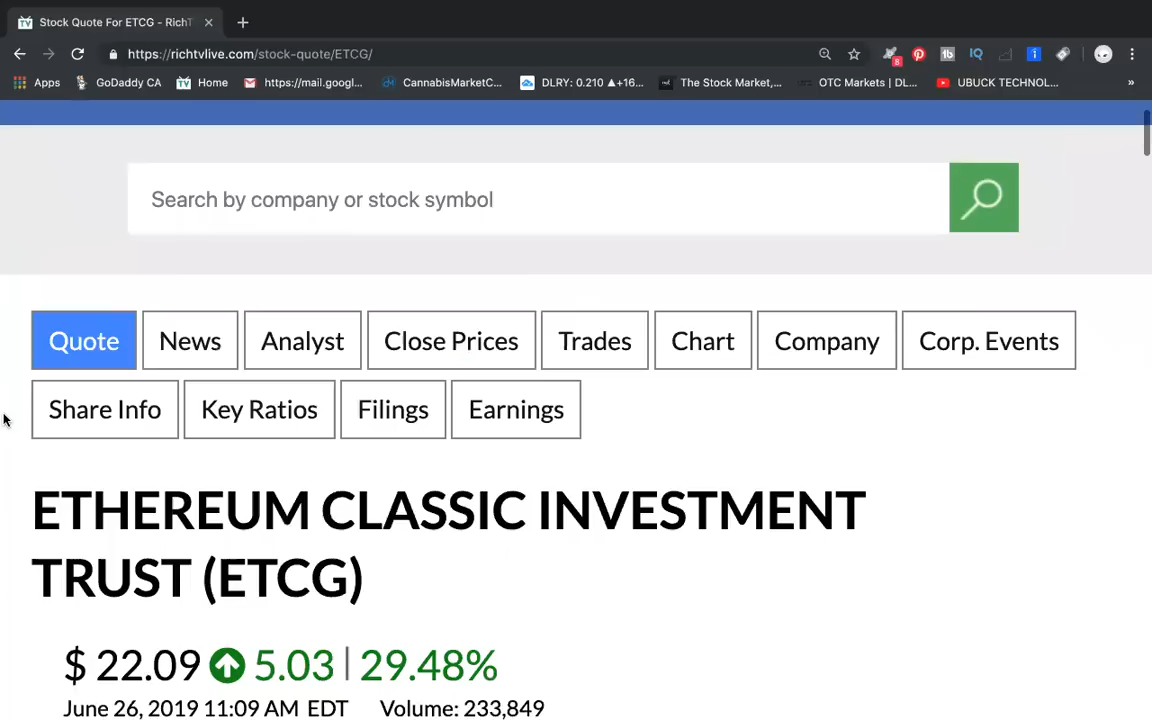 Stock Quote For ETCG - RichT
https://richtvlive.com/stock-quote/ETCG/
Apps GoDaddy CA TV Home https://mail.googl... CannabisMarketC... DLRY: 0.210 ▲+16... The Stock Market,... OTC Markets | DL... UBUCK TECHNOL... »
Search by company or stock symbol
Quote News Analyst Close Prices Trades Chart Company Corp. Events
Share Info Key Ratios Filings Earnings
ETHEREUM CLASSIC INVESTMENT
TRUST (ETCG)
$ 22.09 5.03 | 29.48%
June 26, 2019 11:09 AM EDT Volume: 233,849